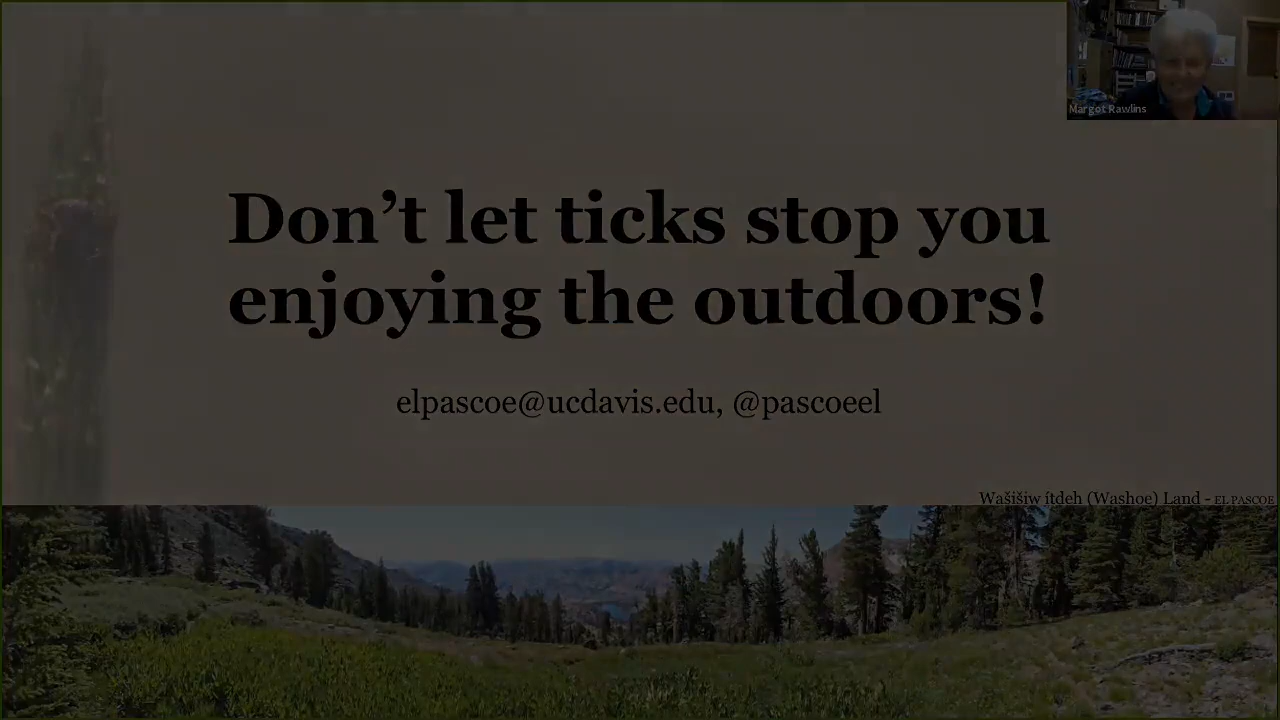 Margot Rawlins
Don’t let ticks stop you
enjoying the outdoors!
elpascoe@ucdavis.edu, @pascoeel
Wašišiw ítdeh (Washoe) Land - EL PASCOE